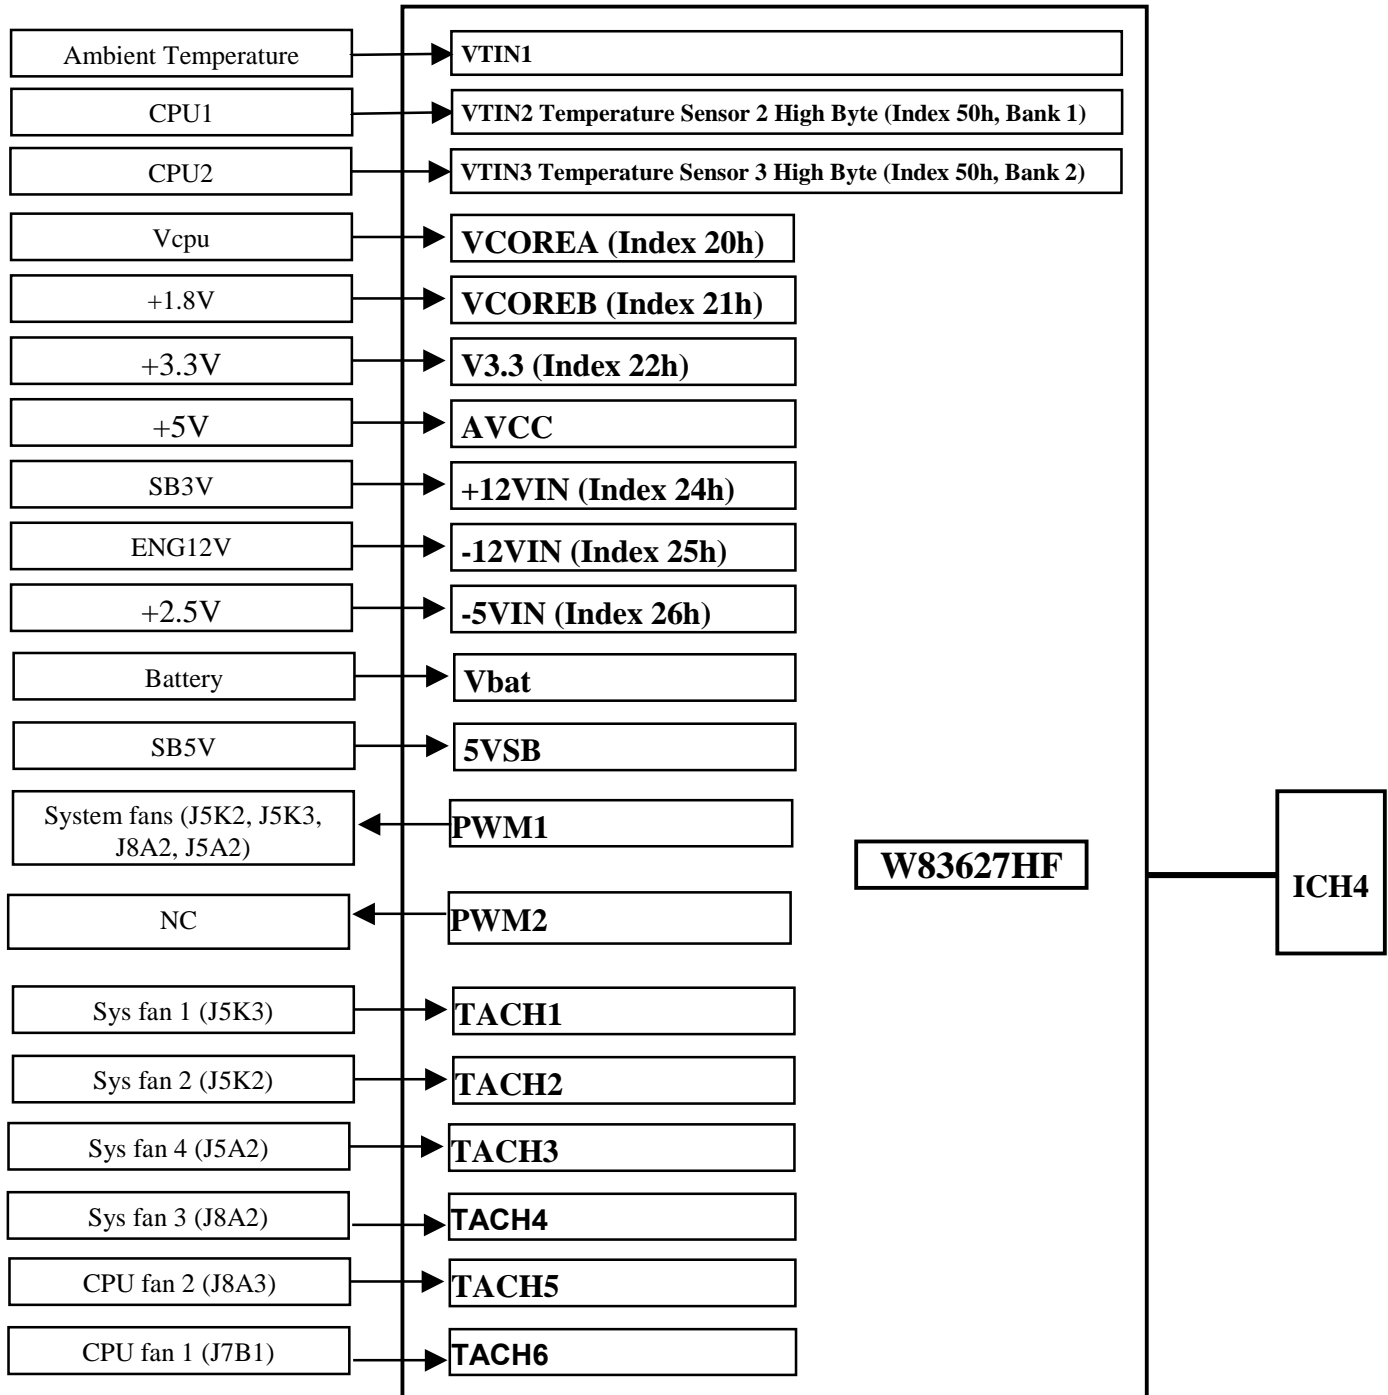 Ambient Temperature
VTIN1
CPU1
VTIN2 Temperature Sensor 2 High Byte (Index 50h, Bank 1)
CPU2
VTIN3 Temperature Sensor 3 High Byte (Index 50h, Bank 2)
Vcpu
VCOREA (Index 20h)
+1.8V
VCOREB (Index 21h)
+3.3V
V3.3 (Index 22h)
+5V
AVCC
SB3V
+12VIN (Index 24h)
ENG12V
-12VIN (Index 25h)
+2.5V
-5VIN (Index 26h)
Battery
Vbat
SB5V
5VSB
System fans (J5K2, J5K3,
J8A2, J5A2)
PWM1
W83627HF
ICH4
NC
PWM2
Sys fan 1 (J5K3)
TACH1
Sys fan 2 (J5K2)
TACH2
Sys fan 4 (J5A2)
TACH3
Sys fan 3 (J8A2)
TACH4
CPU fan 2 (J8A3)
TACH5
CPU fan 1 (J7B1)
TACH6